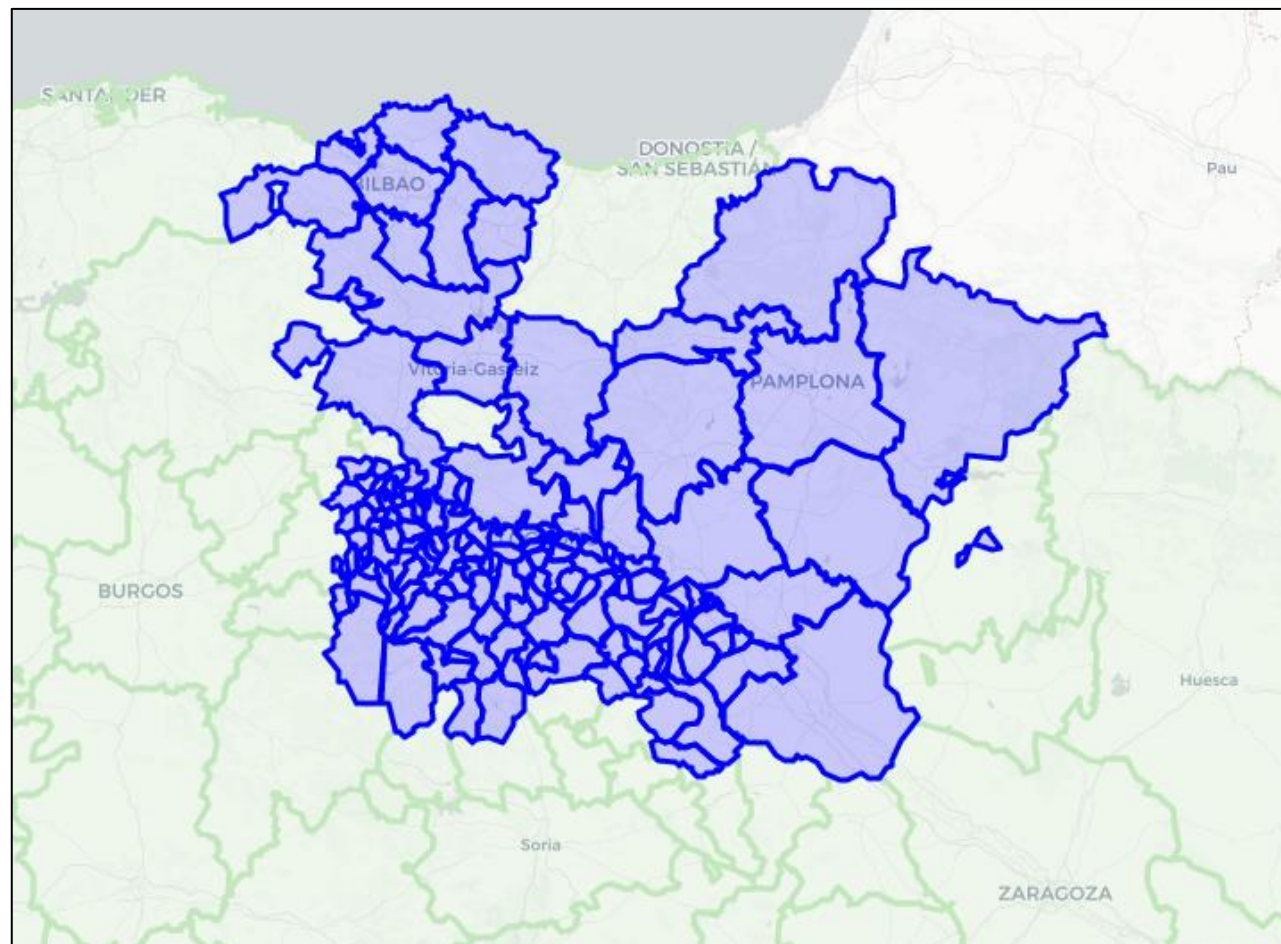 SANTANDER
DONOSTIA /
SAN SEBASTIÁN
Pau
BILBAO
Vitoria-Gasteiz
PAMPLONA
BURGOS
Huesca
Soria
ZARAGOZA